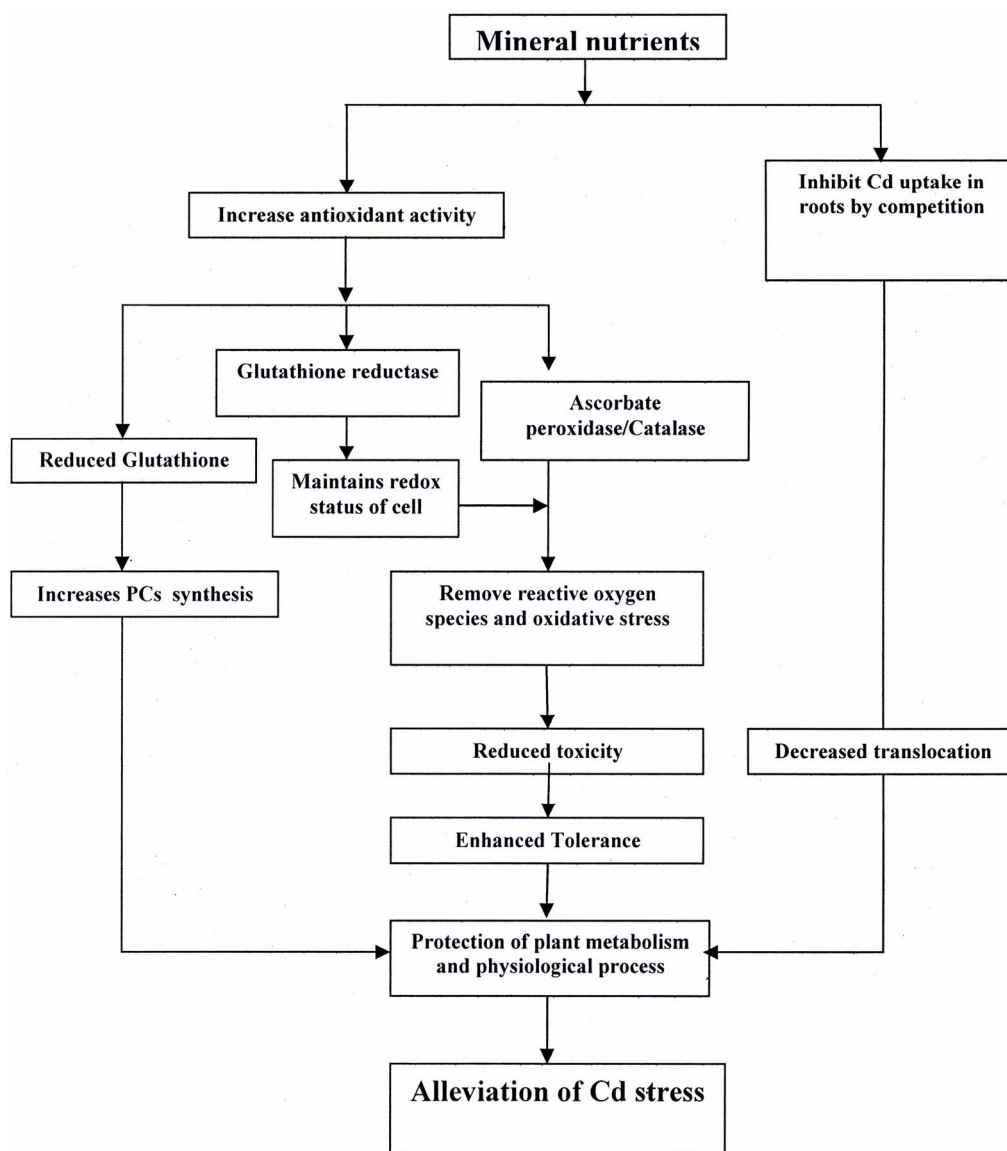 Mineral nutrients
Inhibit Cd uptake in
roots by competition
Increase antioxidant activity
Glutathione reductase
Ascorbate
peroxidase/Catalase
Reduced Glutathione
Maintains redox
status of cell
Increases PCs synthesis
Remove reactive oxygen
species and oxidative stress
Reduced toxicity
Decreased translocation
Enhanced Tolerance
Protection of plant metabolism
and physiological process
Alleviation of Cd stress